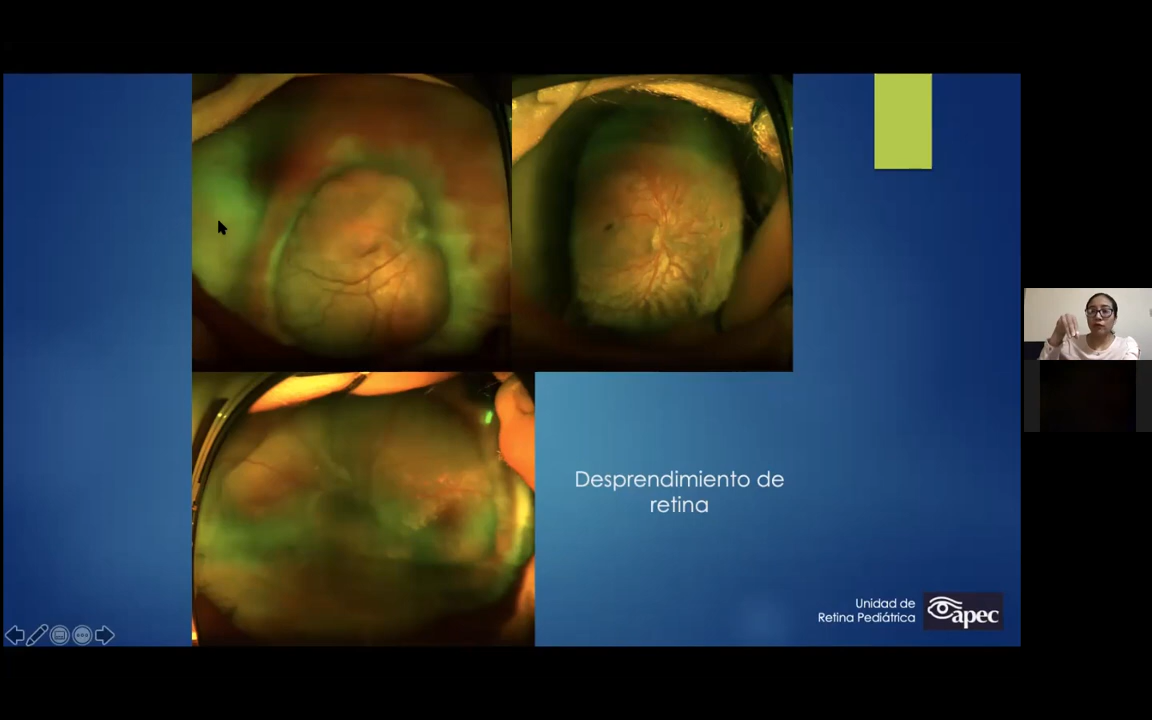 Desprendimiento de
retina
Unidad de
Retina Pediátrica
apec